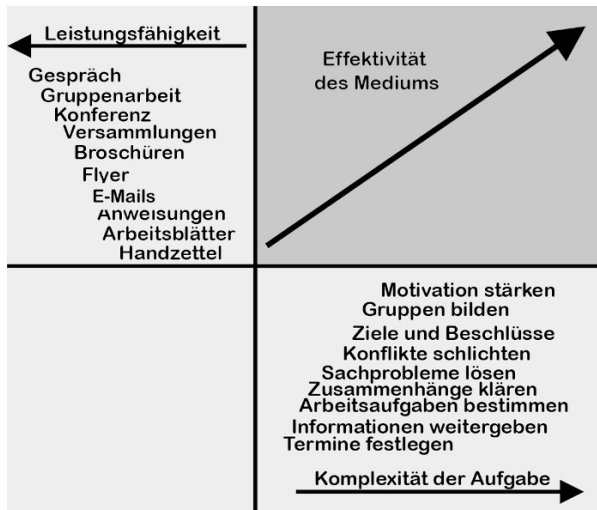 Leistungsfähigkeit
Gespräch
Gruppenarbeit
Konferenz
Versammlungen
Broschüren
Flyer
E-Mails
Anweisungen
Arbeitsblätter
Handzettel
Effektivität
des Mediums
Motivation stärken
Gruppen bilden
Ziele und Beschlüsse
Konflikte schlichten
Sachprobleme lösen
Zusammenhänge klären
Arbeitsaufgaben bestimmen
Informationen weitergeben
Termine festlegen
Komplexität der Aufgabe